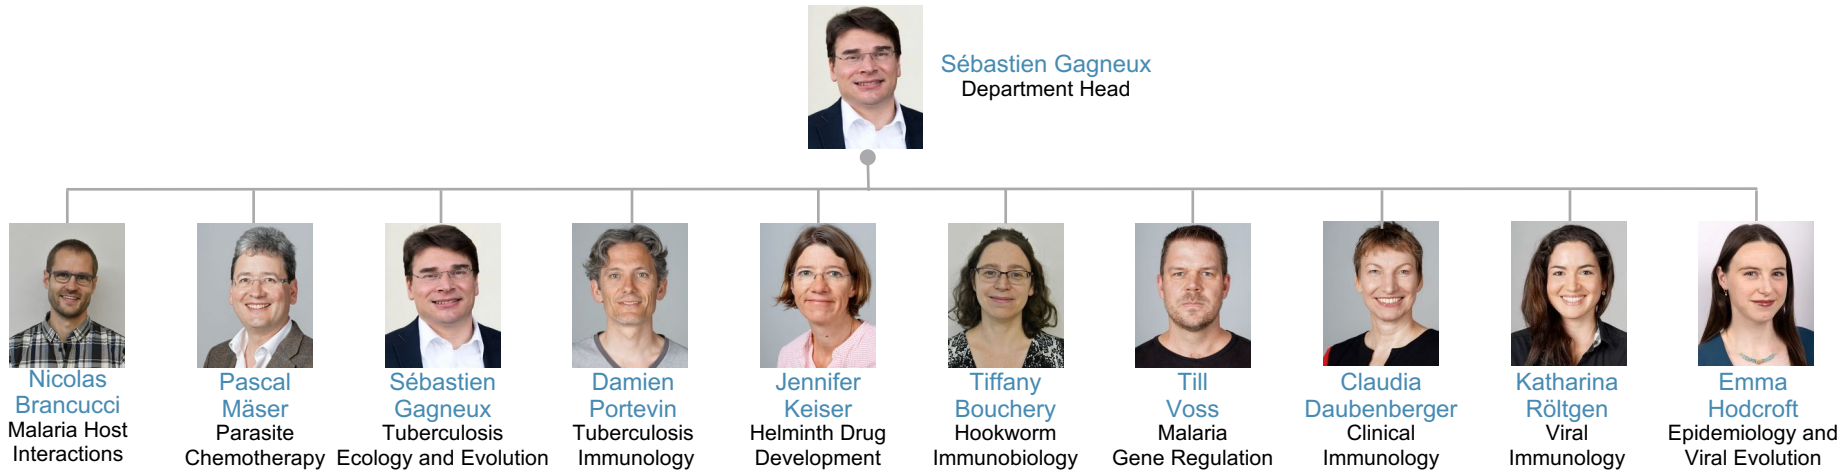 Sébastien Gagneux
Department Head
Nicolas
Brancucci
Malaria Host
Interactions
Pascal
Mäser
Parasite
Chemotherapy
Sébastien
Gagneux
Tuberculosis
Ecology and Evolution
Damien
Portevin
Tuberculosis
Immunology
Jennifer
Keiser
Helminth Drug
Development
Tiffany
Bouchery
Hookworm
Immunobiology
Till
Voss
Malaria
Gene Regulation
Claudia
Daubenberger
Clinical
Immunology
Katharina
Röltgen
Viral
Immunology
Emma
Hodcroft
Epidemiology and
Viral Evolution